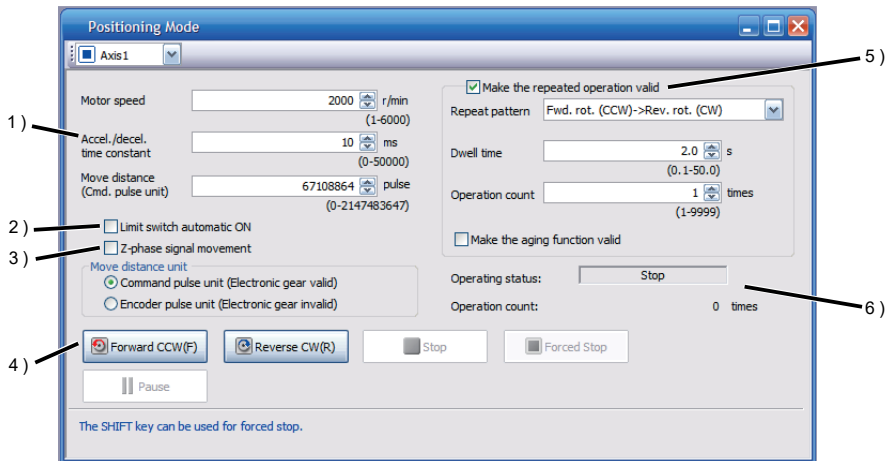 Positioning Mode
Axis1
Motor speed 2000 r/min
(1-6000)
Accel./decel.
time constant 10 ms
(0-50000)
Move distance
(Cmd. pulse unit) 67108864 pulse
(0-2147483647)
Limit switch automatic ON
Z-phase signal movement
Move distance unit
Command pulse unit (Electronic gear valid)
Encoder pulse unit (Electronic gear invalid)
Make the repeated operation valid
Repeat pattern Fwd. rot. (CCW)->Rev. rot. (CW)
Dwell time 2.0 s
(0.1-50.0)
Operation count 1 times
(1-9999)
Make the aging function valid
Operating status: Stop
Operation count: 0 times
Forward CCW(F) Reverse CW(R) Stop Forced Stop
Pause
The SHIFT key can be used for forced stop.
1)
2)
3)
4)
5)
6)